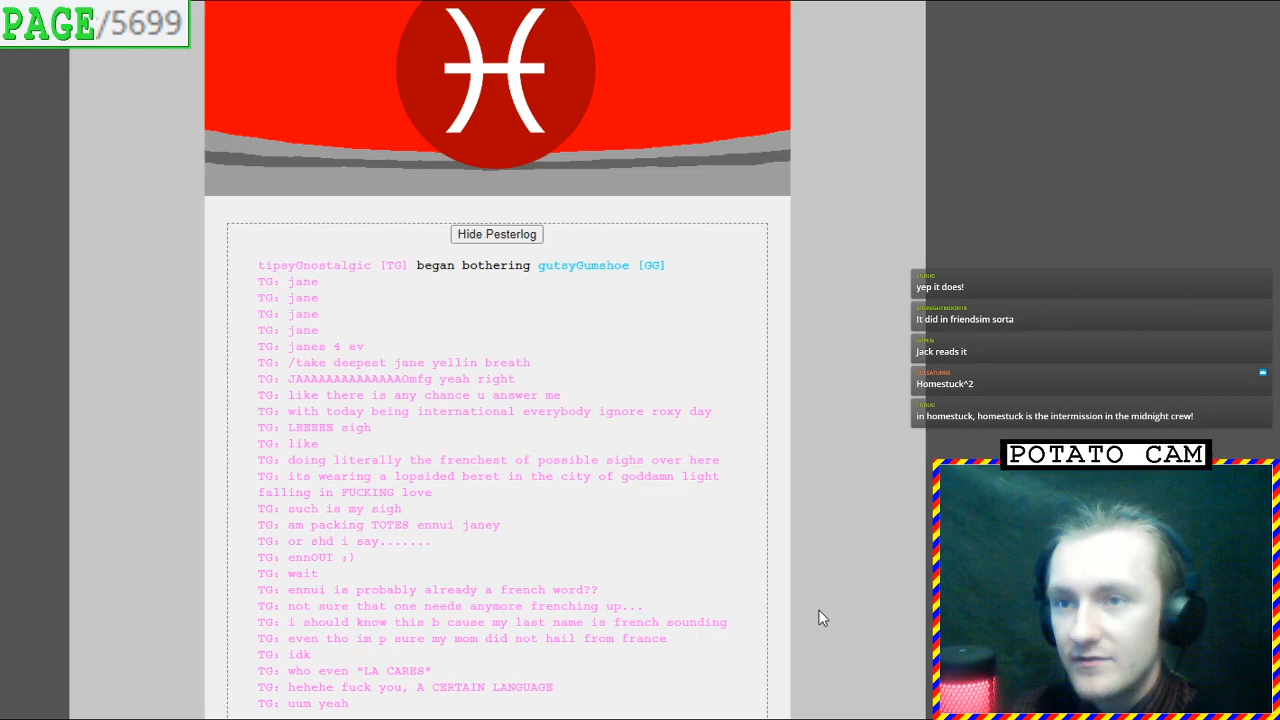 PAGE/5699
Hide Pesterlog
tipsyGnostalgic [TG] began bothering gutsyGumshoe [GG]
TG: jane
TG: jane
TG: jane
TG: jane
TG: janes 4 ev
TG: /take deepest jane yellin breath
TG: JAAAAAAAAAAAAAAOmfg yeah right
TG: like there is any chance u answer me
TG: with today being international everybody ignore roxy day
TG: LEEEEE sigh
TG: like
TG: doing literally the frenchest of possible sighs over here
TG: its wearing a lopsided beret in the city of goddamn light
falling in FUCKING love
TG: such is my sigh
TG: am packing TOTES ennui janey
TG: or shd i say.......
TG: ennOUI ;)
TG: wait
TG: ennui is probably already a french word??
TG: not sure that one needs anymore frenching up...
TG: i should know this b cause my last name is french sounding
TG: even tho im p sure my mom did not hail from france
TG: idk
TG: who even "LA CARES"
TG: hehehe fuck you, A CERTAIN LANGUAGE
TG: uum yeah
yep it does!
It did in friendsim sorta
Jack reads it
Homestuck^2
in homestuck, homestuck is the intermission in the midnight crew!
POTATO CAM